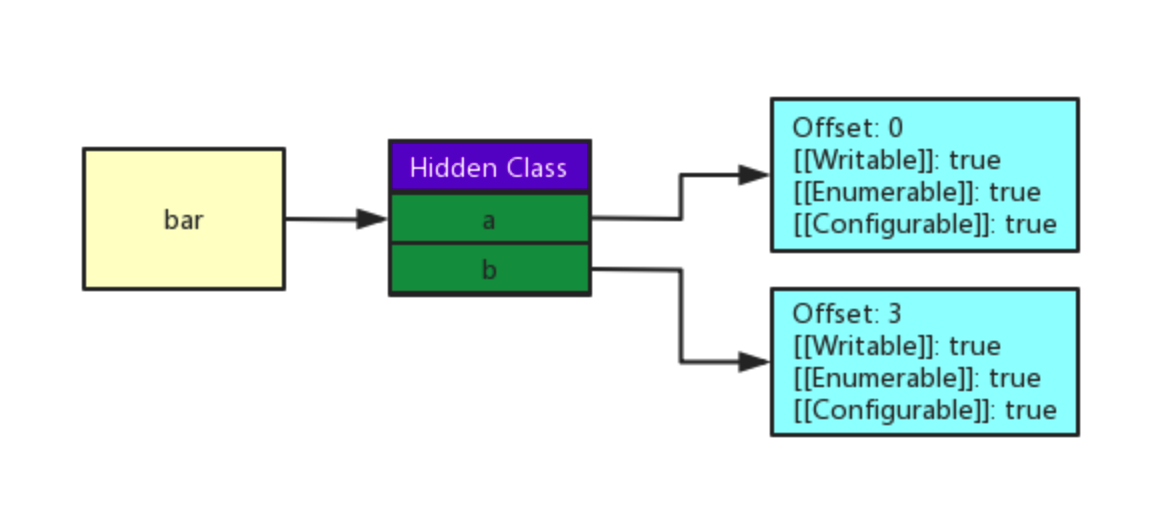 bar
Hidden Class
a
b
Offset: 0
[[Writable]]: true
[[Enumerable]]: true
[[Configurable]]: true
Offset: 3
[[Writable]]: true
[[Enumerable]]: true
[[Configurable]]: true